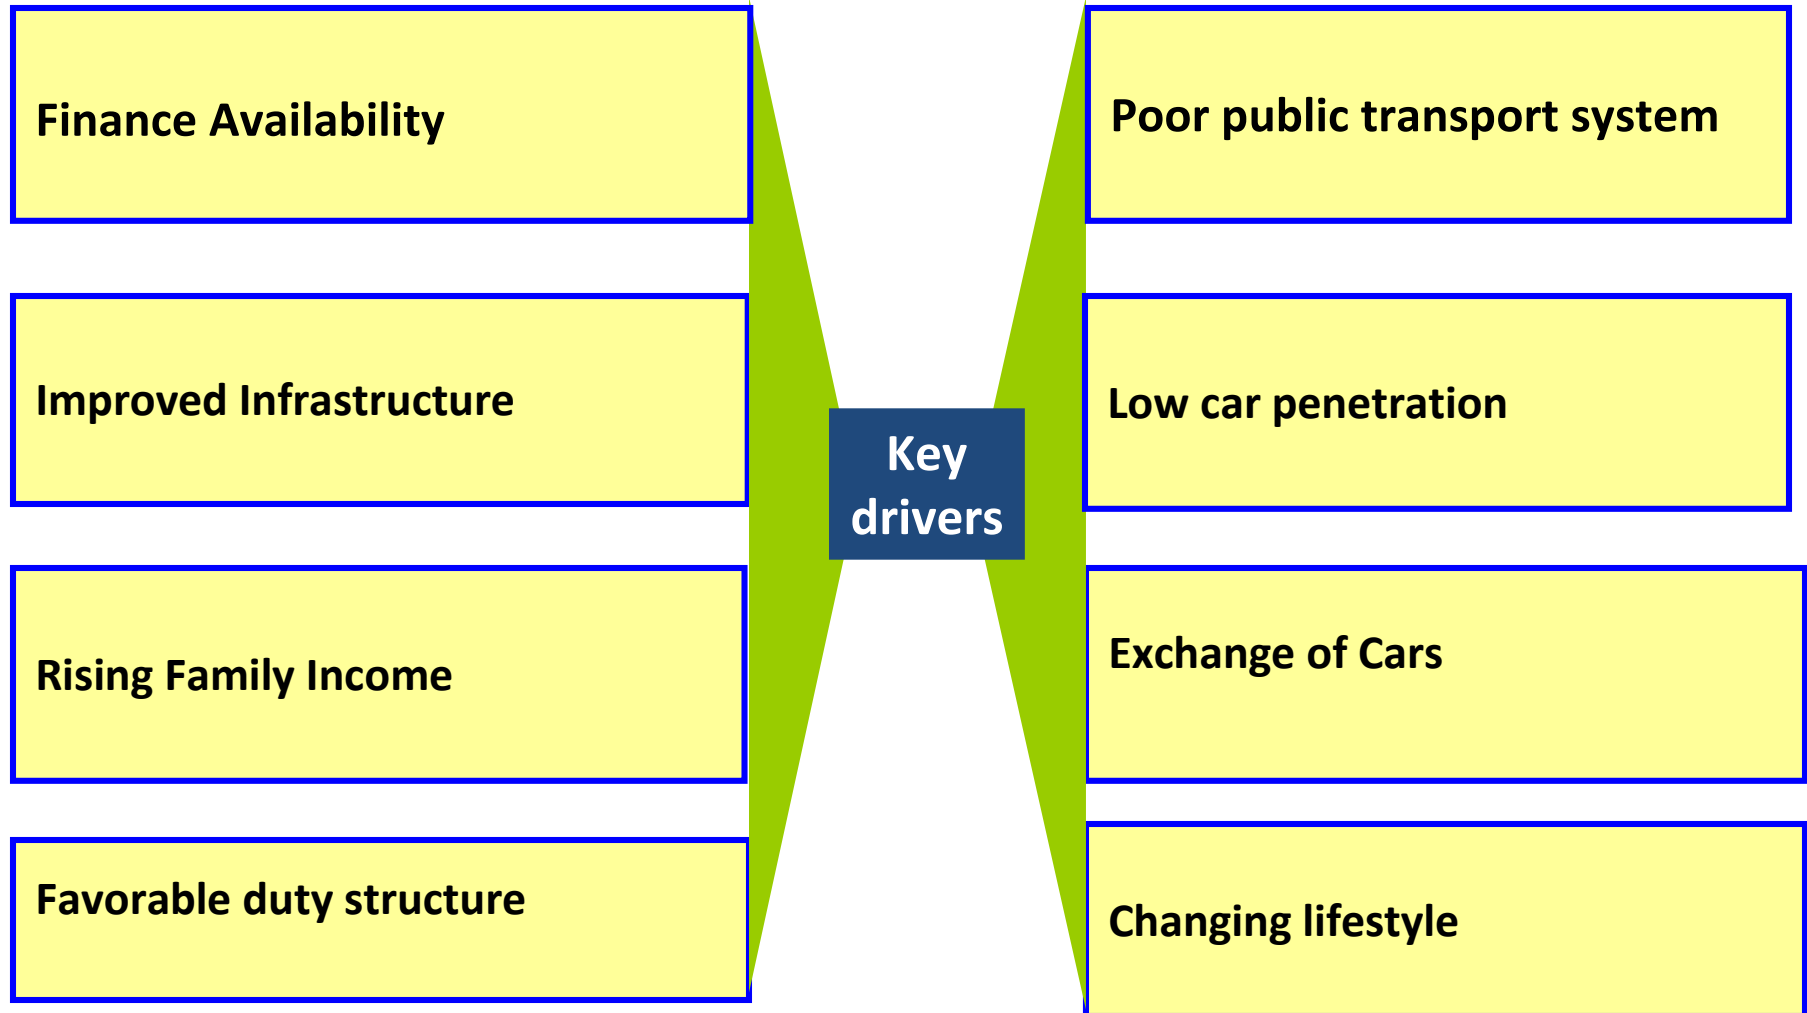 Finance Availability
Improved Infrastructure
Rising Family Income
Favorable duty structure
Key
drivers
Poor public transport system
Low car penetration
Exchange of Cars
Changing lifestyle